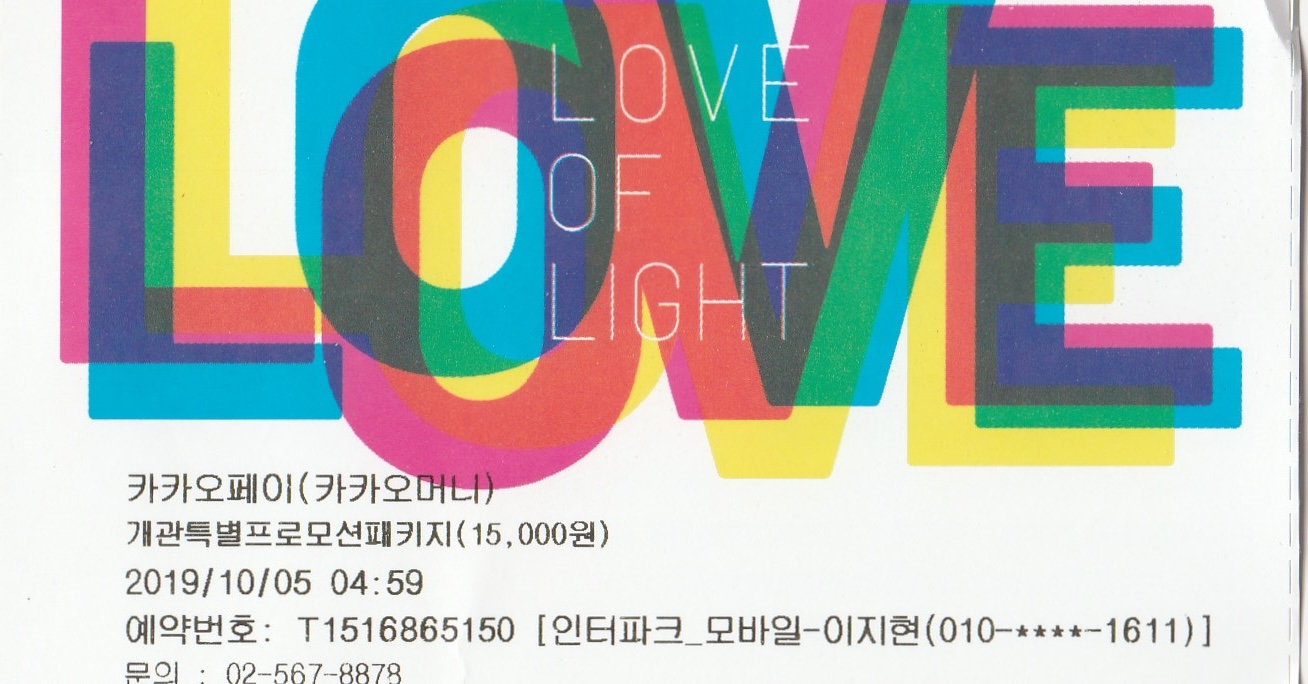 LOVE
LOVE
OF
LIGHT
카카오페이(카카오머니)
개관특별프로모션패키지(15,000원)
2019/10/05 04:59
예약번호: T1516865150 [인터파크_모바일-이지현(010-****-1611)]
문의 : 02-567-8878